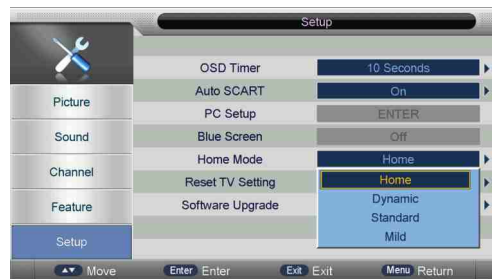 Setup
OSD Timer 10 Seconds
Auto SCART On
Picture
PC Setup ENTER
Sound
Blue Screen Off
Home Mode Home
Channel
Reset TV Setting Home
Feature
Software Upgrade Dynamic
Standard
Setup
Mild
Move Enter Enter Exit Exit Menu Return